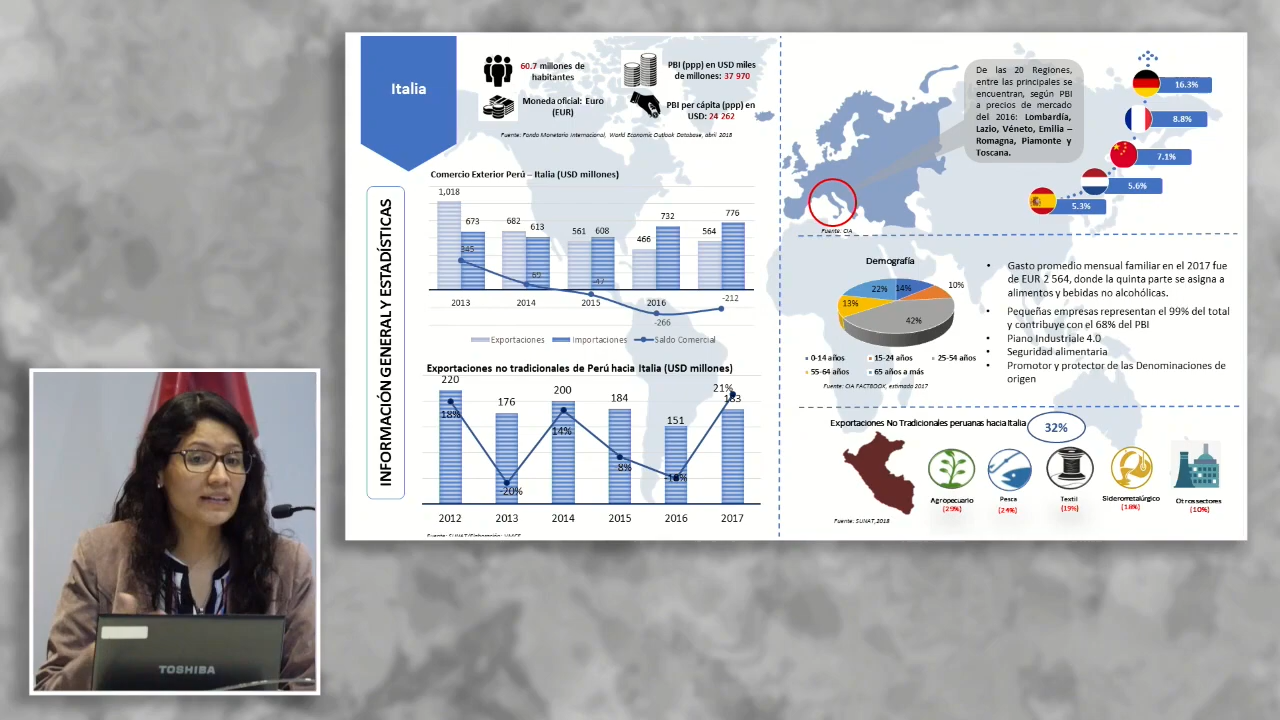 Italia
60.7 millones de
habitantes
Moneda oficial: Euro
(EUR)
PBI (ppp) en USD miles
de millones: 37 970
PBI per cápita (ppp) en
USD: 24 262
Fuente: Fondo Monetario Internacional, World Economic Outlook Database, abril 2018
INFORMACIÓN GENERAL Y ESTADÍSTICAS
Comercio Exterior Perú – Italia (USD millones)
1,018
673
682
613
561
608
466
732
564
776
345
69
-47
-266
-212
2013
2014
2015
2016
Exportaciones
Importaciones
Saldo Comercial
Exportaciones no tradicionales de Perú hacia Italia (USD millones)
220
176
200
184
151
183
18%
-20%
14%
8%
21%
2012
2013
2014
2015
2016
2017
Fuente: SUNAT/Elaboración: UMCE
De las 20 Regiones,
entre las principales se
encuentran, según PBI
a precios de mercado
del 2016: Lombardía,
Lazio, Véneto, Emilia –
Romagna, Piamonte y
Toscana.
16.3%
8.8%
7.1%
5.6%
5.3%
Fuente: CIA
Demografía
22%
14%
10%
13%
42%
0-14 años
15-24 años
25-54 años
55-64 años
65 años a más
Fuente: CIA FACTBOOX, estimado 2017
• Gasto promedio mensual familiar en el 2017 fue
de EUR 2 564, donde la quinta parte se asigna a
alimentos y bebidas no alcohólicas.
• Pequeñas empresas representan el 99% del total
y contribuye con el 68% del PBI
• Piano Industriale 4.0
• Seguridad alimentaria
• Promotor y protector de las Denominaciones de
origen
Exportaciones No Tradicionales peruanas hacia Italia
32%
Agropecuario
(29%)
Pesca
(24%)
Textil
(19%)
Siderometalúrgico
(18%)
Otros sectores
(10%)
Fuente: SUNAT, 2018
TOSHIBA